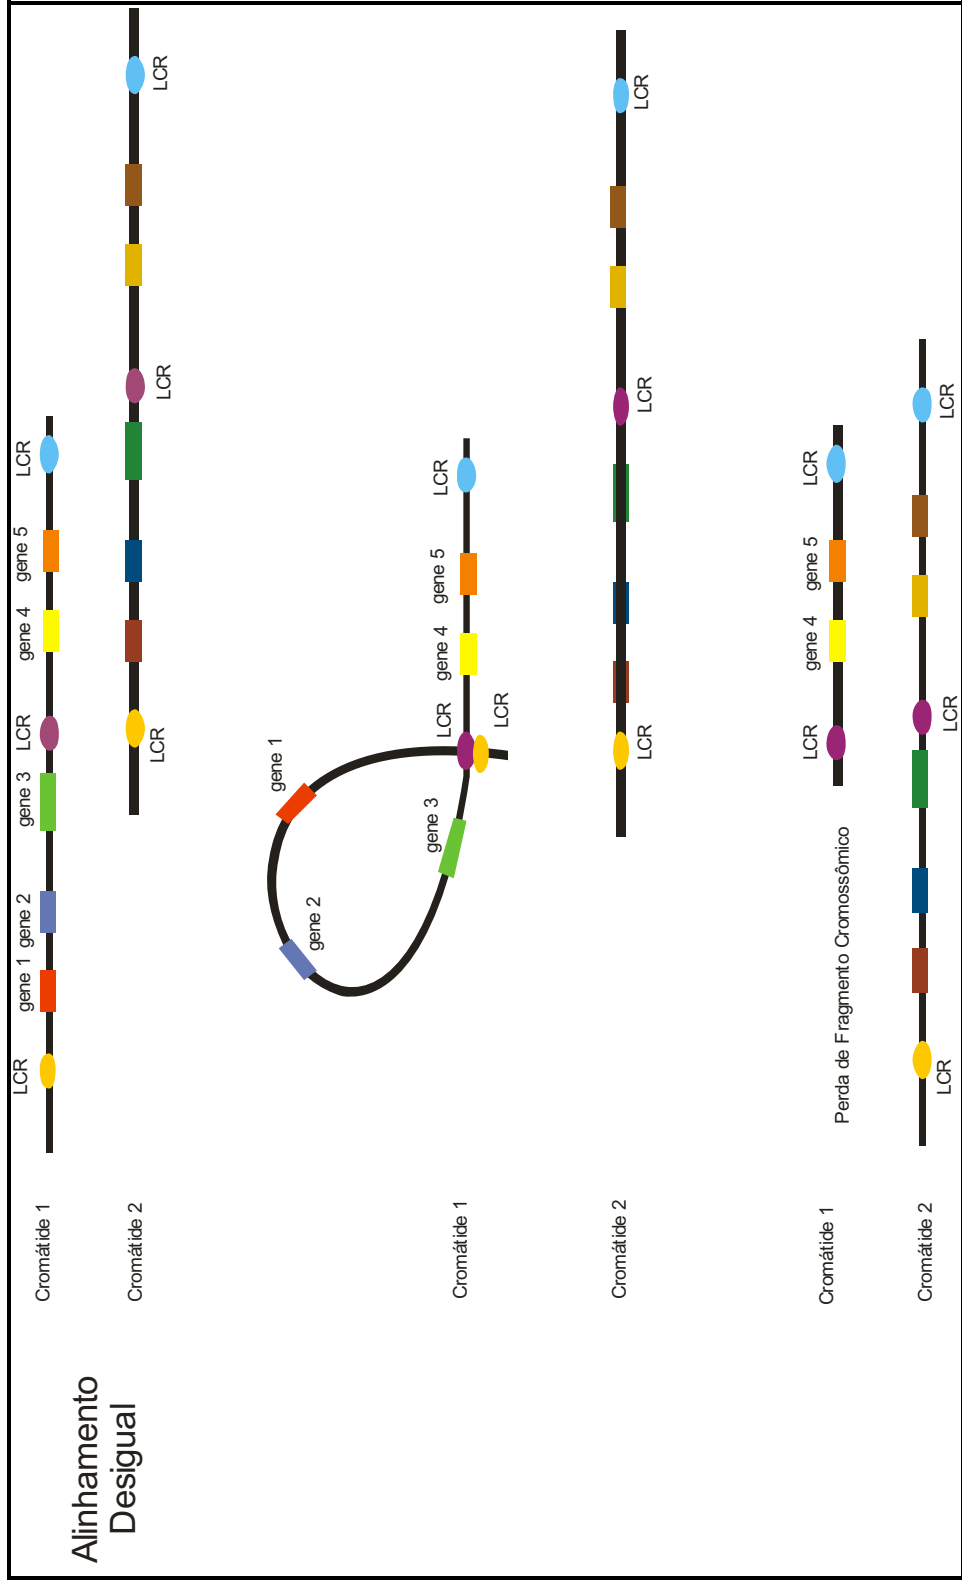 Alinhamento
Desigual
Cromátide 1
LCR
gene 1
gene 2
gene 3
LCR
gene 4
gene 5
LCR
Cromátide 2
LCR
LCR
LCR
Cromátide 1
gene 2
gene 1
gene 3
LCR
LCR
gene 4
gene 5
LCR
Cromátide 2
LCR
LCR
LCR
Cromátide 1
Perda de Fragmento Cromossômico
LCR
gene 4
gene 5
LCR
Cromátide 2
LCR
LCR
LCR